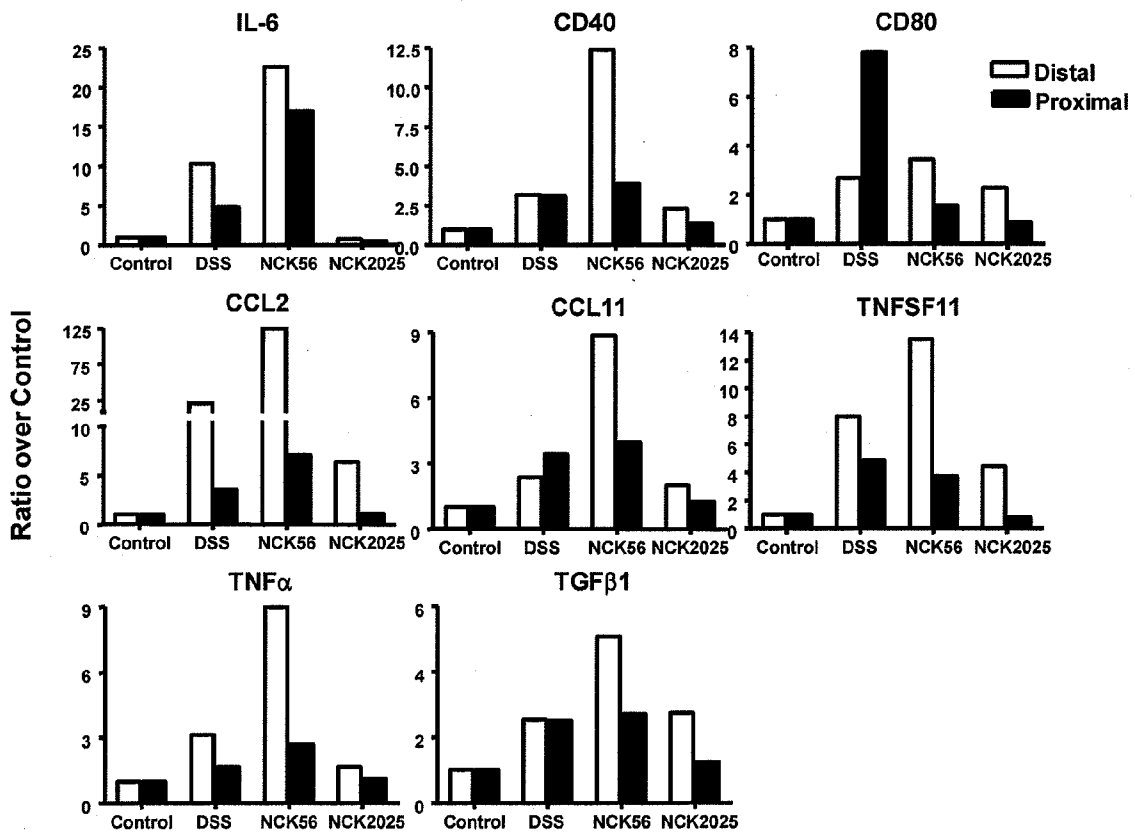 IL-6
25
20
15
10
5
0
Control DSS NCK56 NCK2025
CD40
12.5
10.0
7.5
5.0
2.5
0.0
Control DSS NCK56 NCK2025
CD80
8
6
4
2
0
Control DSS NCK56 NCK2025
Distal
Proximal
Ratio over Control
CCL2
125
75
25
10
5
0
Control DSS NCK56 NCK2025
CCL11
9
6
3
0
Control DSS NCK56 NCK2025
TNFSF11
14
12
10
8
6
4
2
0
Control DSS NCK56 NCK2025
TNFα
9
6
3
0
Control DSS NCK56 NCK2025
TGFβ1
6
4
2
0
Control DSS NCK56 NCK2025